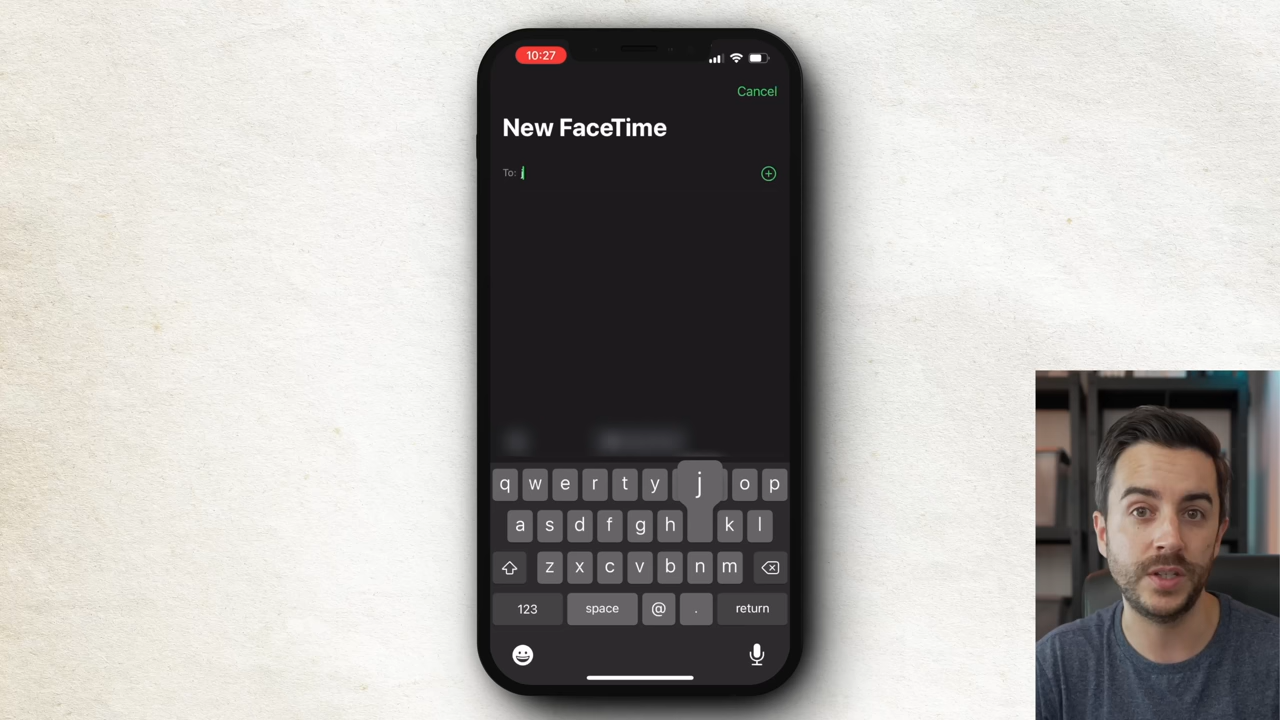 10:27
Cancel
New FaceTime
To: j
q w e r t y j o p
a s d f g h k l
z x c v b n m
123 space @ . return